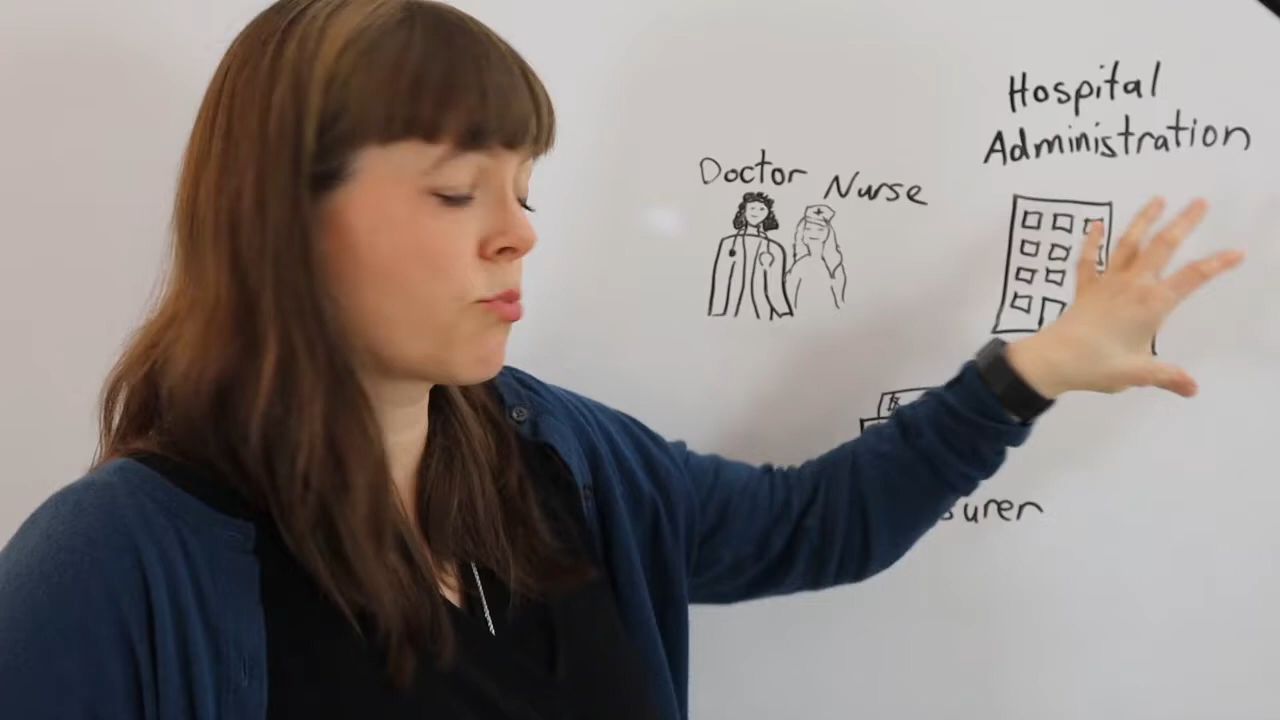 Hospital
Administration
Doctor
Nurse
surer